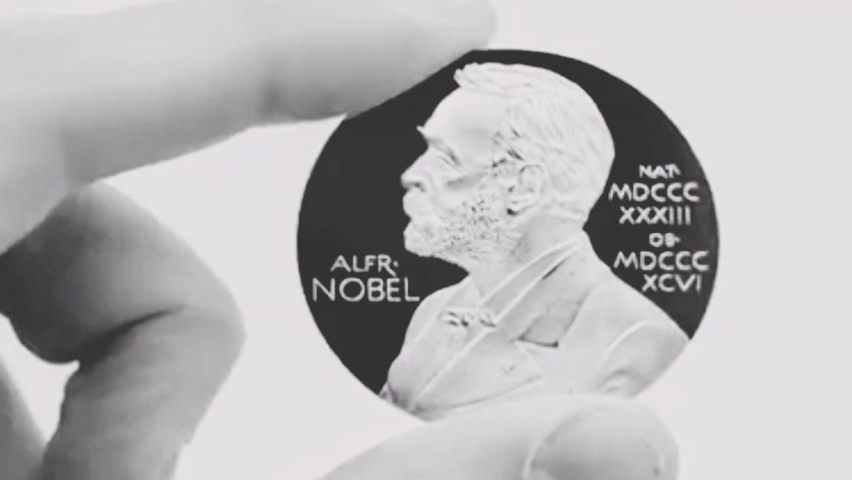 ALFR·
NOBEL
NAT·
MDCCC
XXXIII
OB·
MDCCC
XCVI